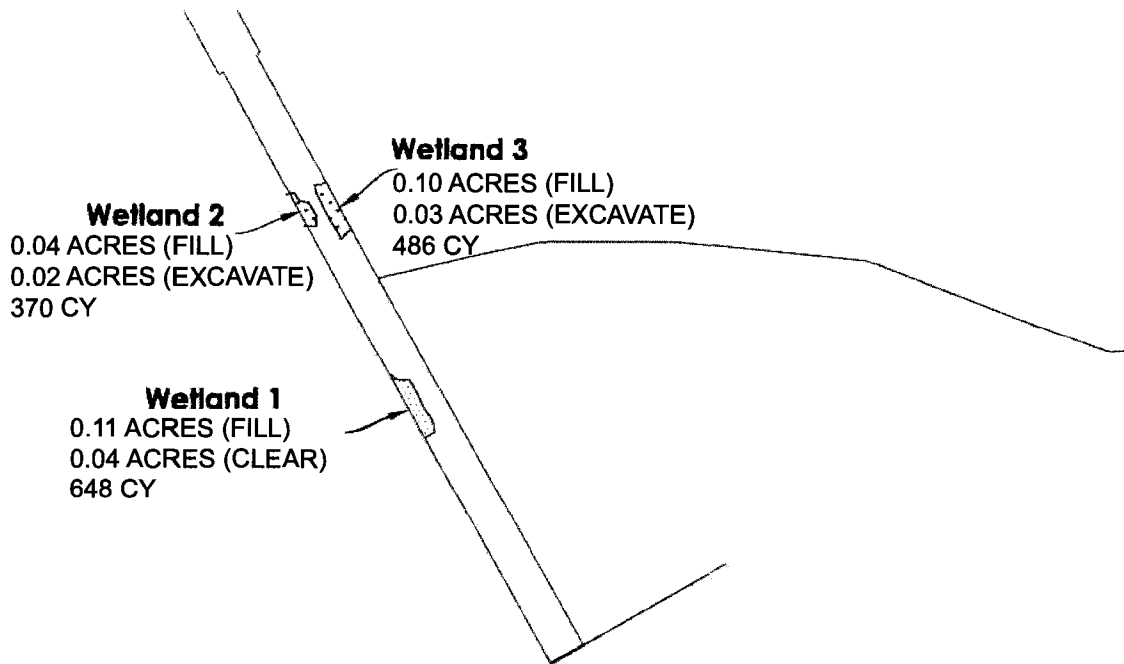 Wetland 3
0.10 ACRES (FILL)
0.03 ACRES (EXCAVATE)
486 CY
Wetland 2
0.04 ACRES (FILL)
0.02 ACRES (EXCAVATE)
370 CY
Wetland 1
0.11 ACRES (FILL)
0.04 ACRES (CLEAR)
648 CY